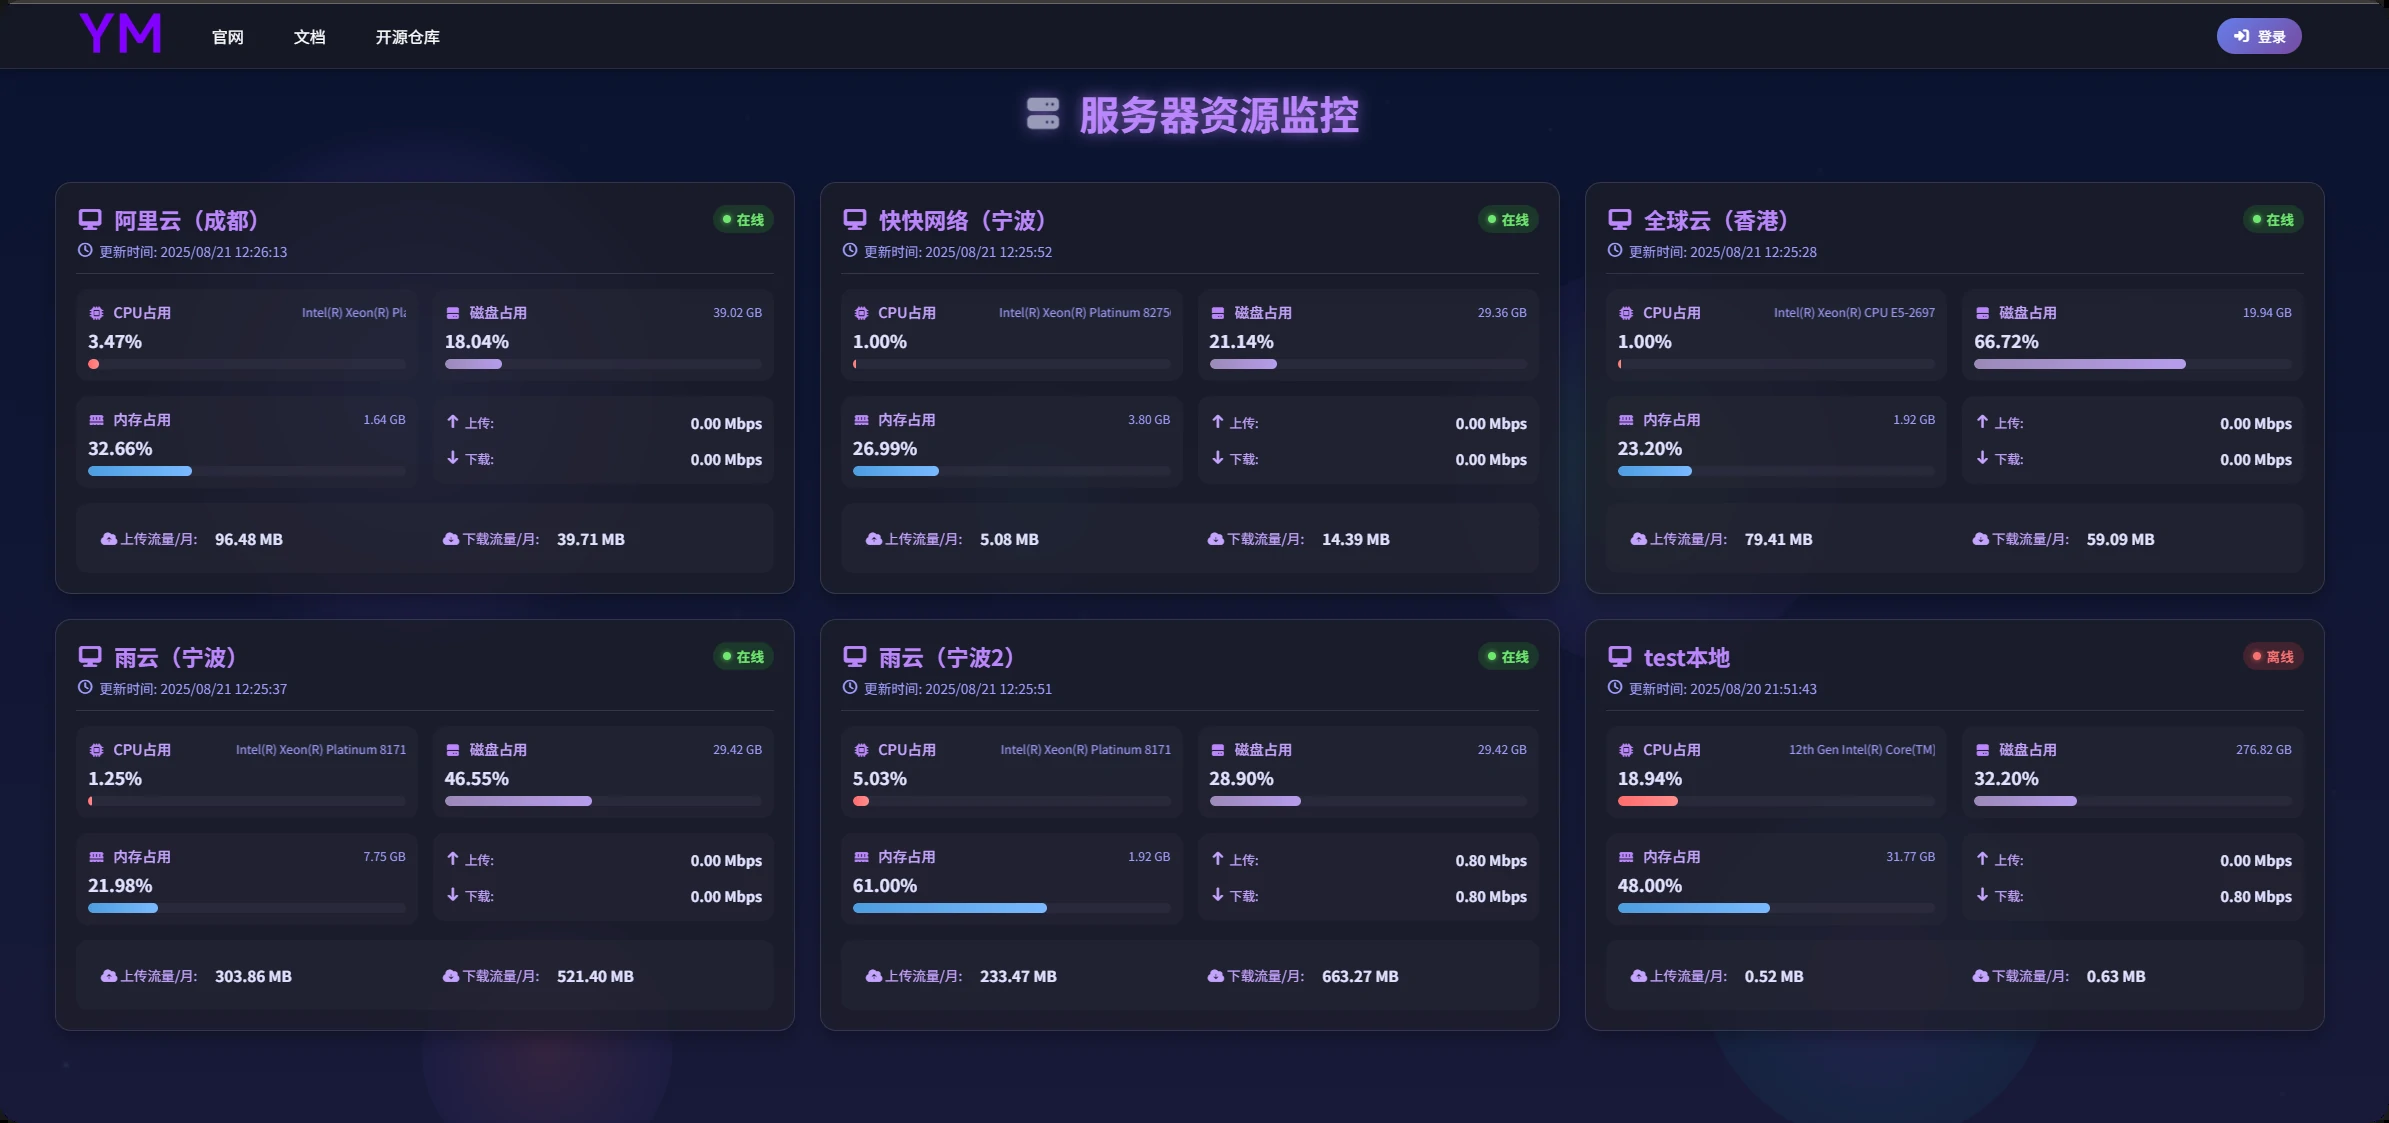 YM 官网 文档 开源仓库 登录
服务器资源监控
阿里云（成都） 在线
更新时间: 2025/08/21 12:26:13
CPU占用 Intel(R) Xeon(R) Pla
3.47%
磁盘占用 39.02 GB
18.04%
内存占用 1.64 GB
32.66%
上传: 0.00 Mbps
下载: 0.00 Mbps
上传流量/月: 96.48 MB 下载流量/月: 39.71 MB
快快网络（宁波） 在线
更新时间: 2025/08/21 12:25:52
CPU占用 Intel(R) Xeon(R) Platinum 8275
1.00%
磁盘占用 29.36 GB
21.14%
内存占用 3.80 GB
26.99%
上传: 0.00 Mbps
下载: 0.00 Mbps
上传流量/月: 5.08 MB 下载流量/月: 14.39 MB
全球云（香港） 在线
更新时间: 2025/08/21 12:25:28
CPU占用 Intel(R) Xeon(R) CPU E5-2697
1.00%
磁盘占用 19.94 GB
66.72%
内存占用 1.92 GB
23.20%
上传: 0.00 Mbps
下载: 0.00 Mbps
上传流量/月: 79.41 MB 下载流量/月: 59.09 MB
雨云（宁波） 在线
更新时间: 2025/08/21 12:25:37
CPU占用 Intel(R) Xeon(R) Platinum 8171
1.25%
磁盘占用 29.42 GB
46.55%
内存占用 7.75 GB
21.98%
上传: 0.00 Mbps
下载: 0.00 Mbps
上传流量/月: 303.86 MB 下载流量/月: 521.40 MB
雨云（宁波2） 在线
更新时间: 2025/08/21 12:25:51
CPU占用 Intel(R) Xeon(R) Platinum 8171
5.03%
磁盘占用 29.42 GB
28.90%
内存占用 1.92 GB
61.00%
上传: 0.80 Mbps
下载: 0.80 Mbps
上传流量/月: 233.47 MB 下载流量/月: 663.27 MB
test本地 离线
更新时间: 2025/08/20 21:51:43
CPU占用 12th Gen Intel(R) Core(TM)
18.94%
磁盘占用 276.82 GB
32.20%
内存占用 31.77 GB
48.00%
上传: 0.00 Mbps
下载: 0.80 Mbps
上传流量/月: 0.52 MB 下载流量/月: 0.63 MB